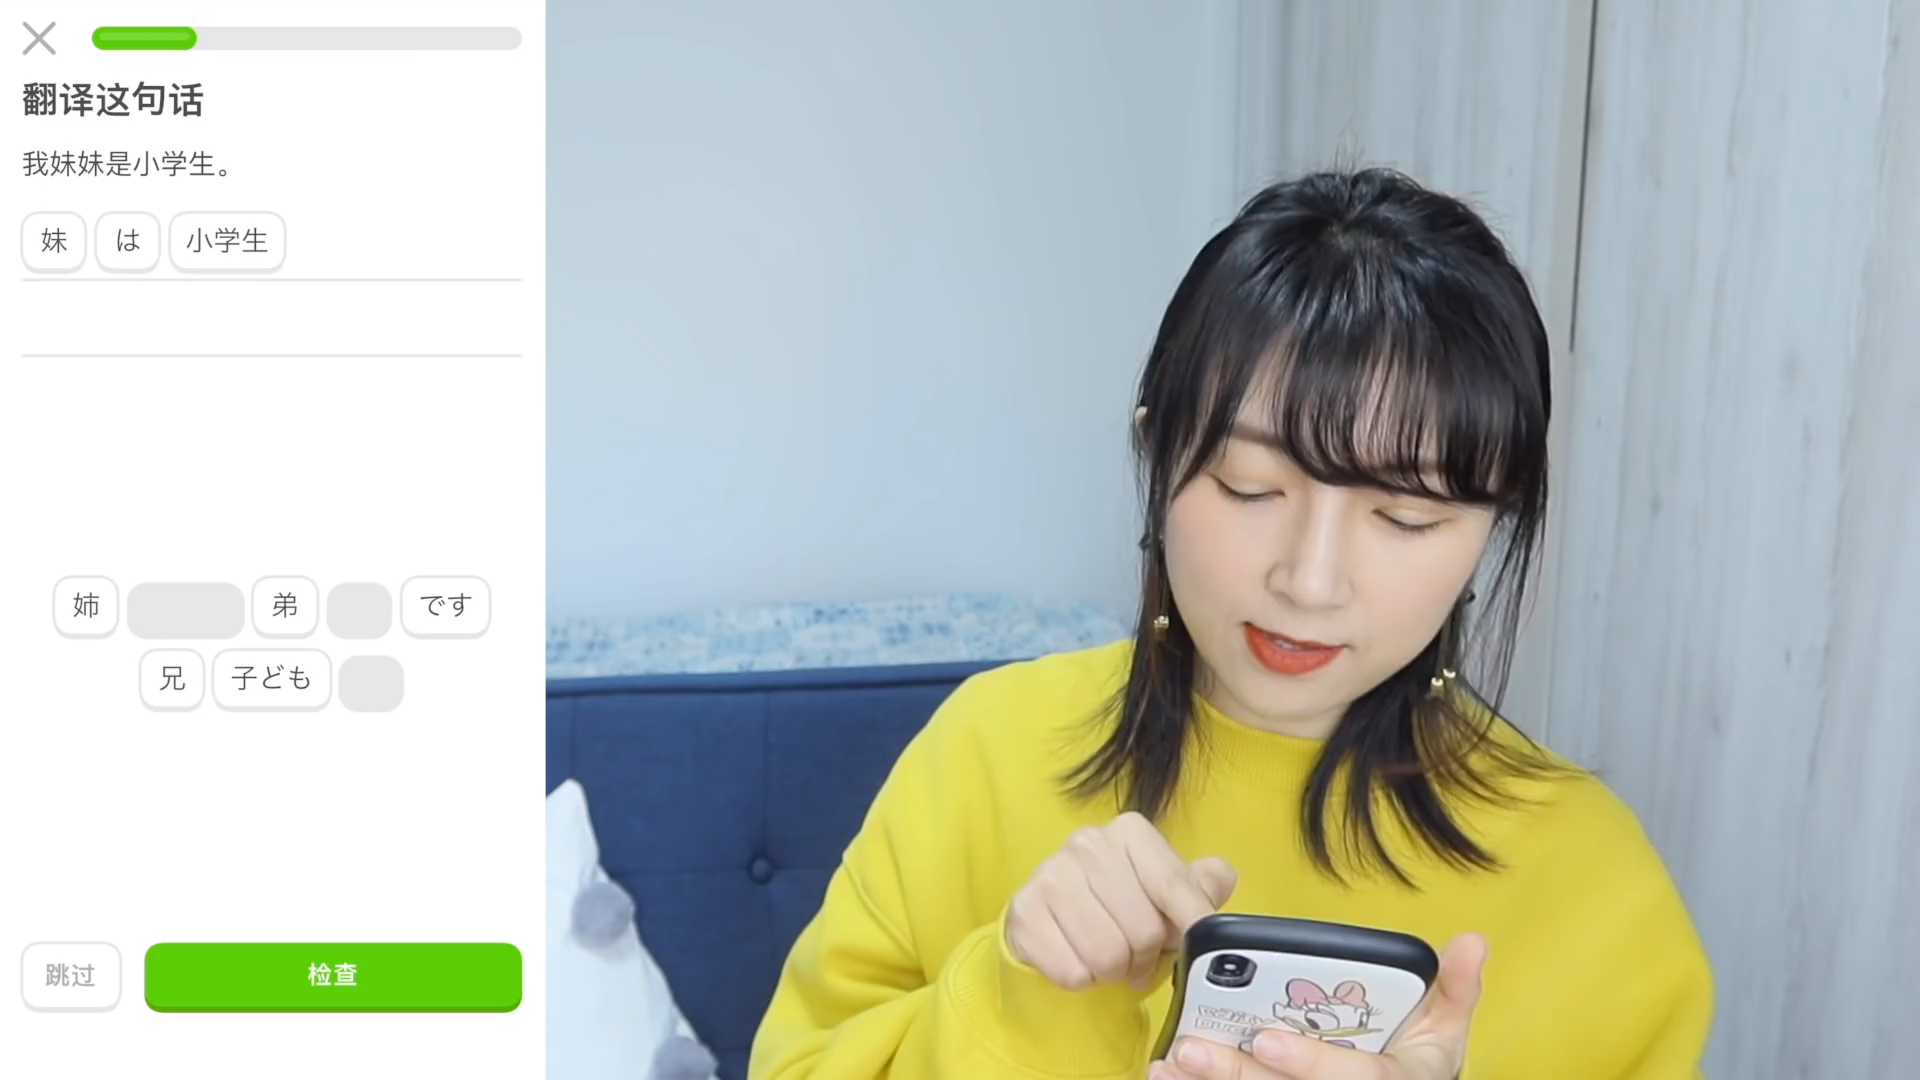 翻译这句话
我妹妹是小学生。
妹 は 小学生
姉 弟 です
兄 子ども
跳过 检查